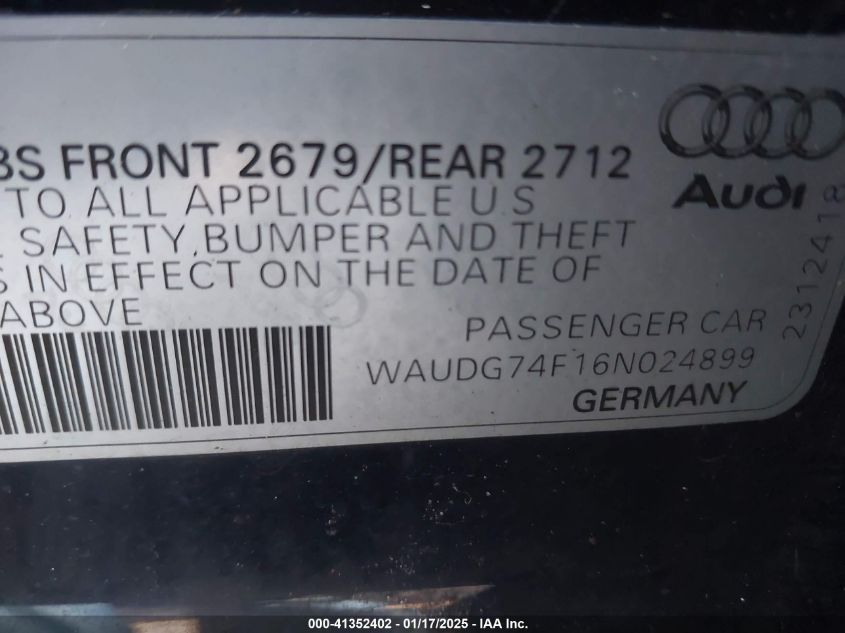 BS FRONT 2679/REAR 2712
TO ALL APPLICABLE U S
SAFETY, BUMPER AND THEFT
S IN EFFECT ON THE DATE OF
ABOVE
Audi
PASSENGER CAR
WAUDG74F16N024899
GERMANY
2312418
000-41352402 - 01/17/2025 - IAA Inc.